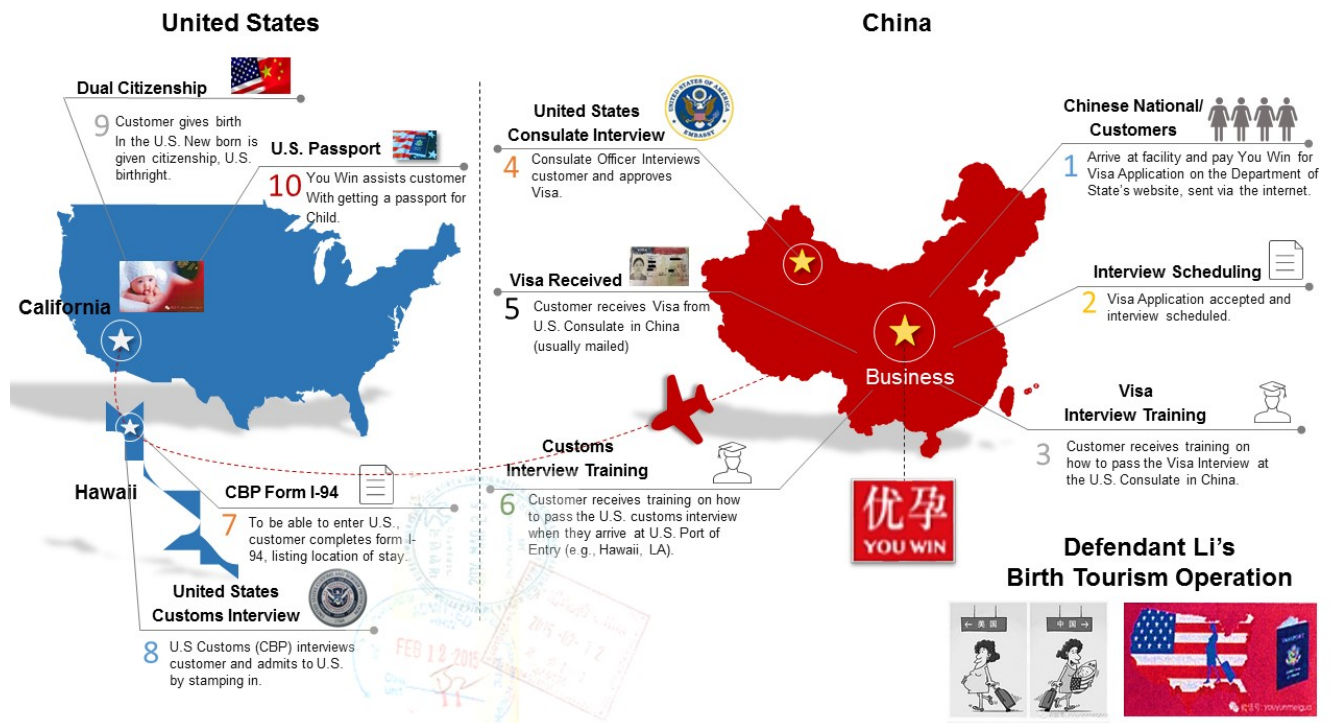 United States
China
Dual Citizenship
9
Customer gives birth
In the U.S. New born is
given citizenship, U.S.
birthright.
U.S. Passport
10
You Win assists customer
With getting a passport for
Child.
California
Hawaii
CBP Form I-94
7
To be able to enter U.S.,
customer completes form I-
94, listing location of stay.
United States
Customs Interview
8
U.S Customs (CBP) interviews
customer and admits to U.S.
by stamping in.
United States
Consulate Interview
UNITED STATES OF AMERICA
EMBASSY
4
Consulate Officer Interviews
customer and approves
Visa.
Visa Received
5
Customer receives Visa from
U.S. Consulate in China
(usually mailed)
Customs
Interview Training
6
Customer receives training on how
to pass the U.S. customs interview
when they arrive at U.S. Port of
Entry (e.g., Hawaii, LA).
FEB 12 2015
Chinese National/
Customers
1
Arrive at facility and pay You Win for
Visa Application on the Department of
State's website, sent via the internet.
Interview Scheduling
2
Visa Application accepted and
interview scheduled.
Visa
Interview Training
3
Customer receives training on
how to pass the Visa Interview at
the U.S. Consulate in China.
Business
优孕
YOU WIN
Defendant Li's
Birth Tourism Operation
← 美国
中国 →
PASSPORT